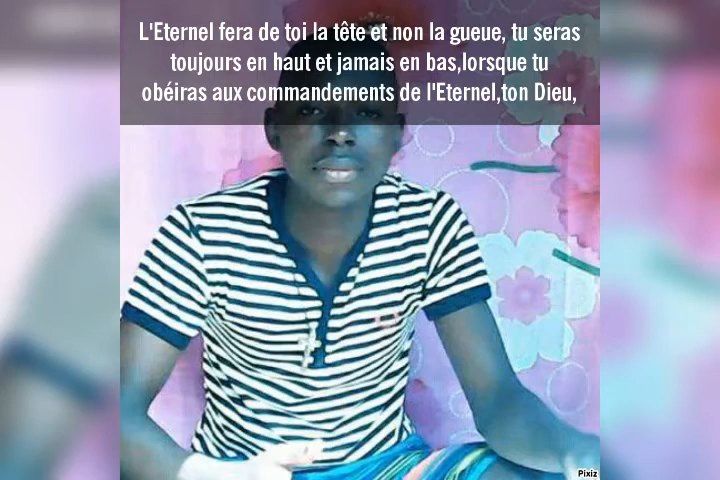 L'Eternel fera de toi la tête et non la gueue, tu seras
toujours en haut et jamais en bas,lorsque tu
obéiras aux commandements de l'Eternel,ton Dieu,
Pixiz